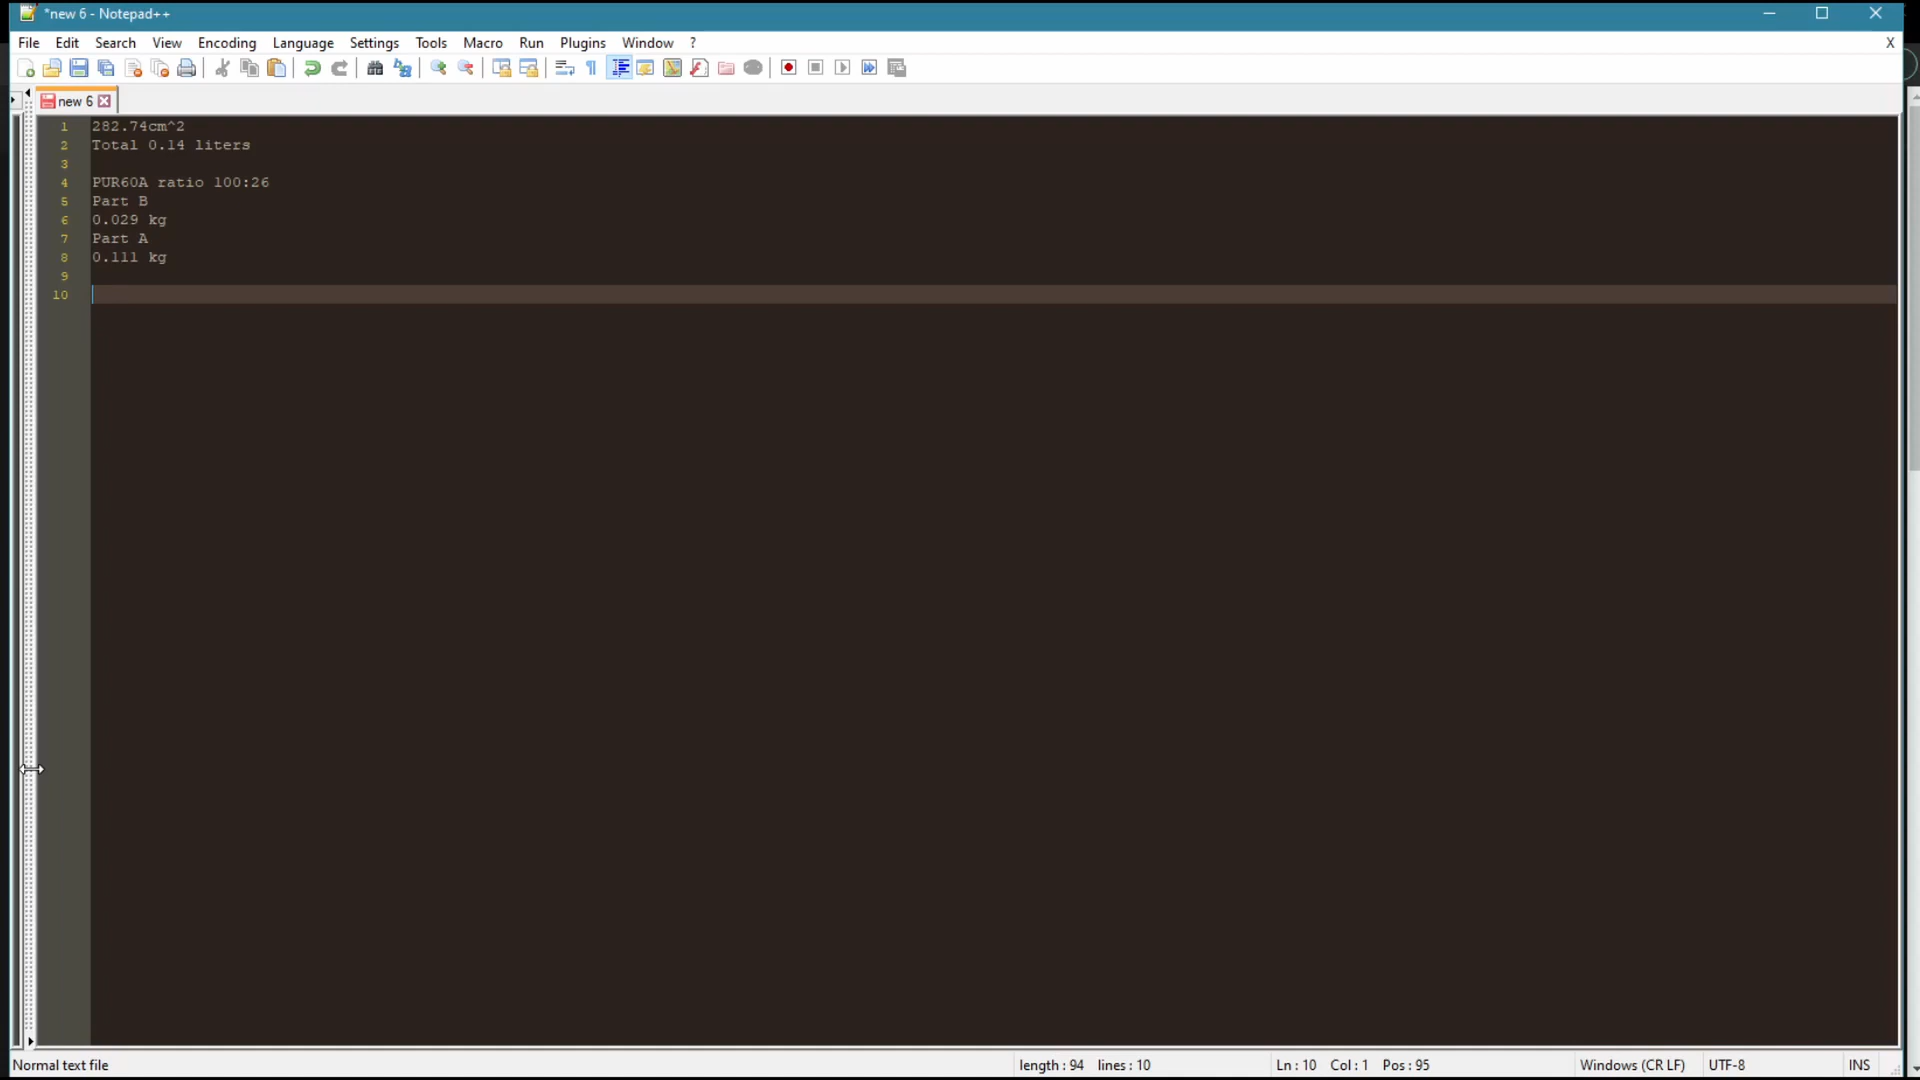 *new 6 - Notepad++
File Edit Search View Encoding Language Settings Tools Macro Run Plugins Window ? X
new 6
1 282.74cm^2
2 Total 0.14 liters
3
4 PUR60A ratio 100:26
5 Part B
6 0.029 kg
7 Part A
8 0.111 kg
9
10
Normal text file length : 94 lines : 10 Ln : 10 Col : 1 Pos : 95 Windows (CR LF) UTF-8 INS